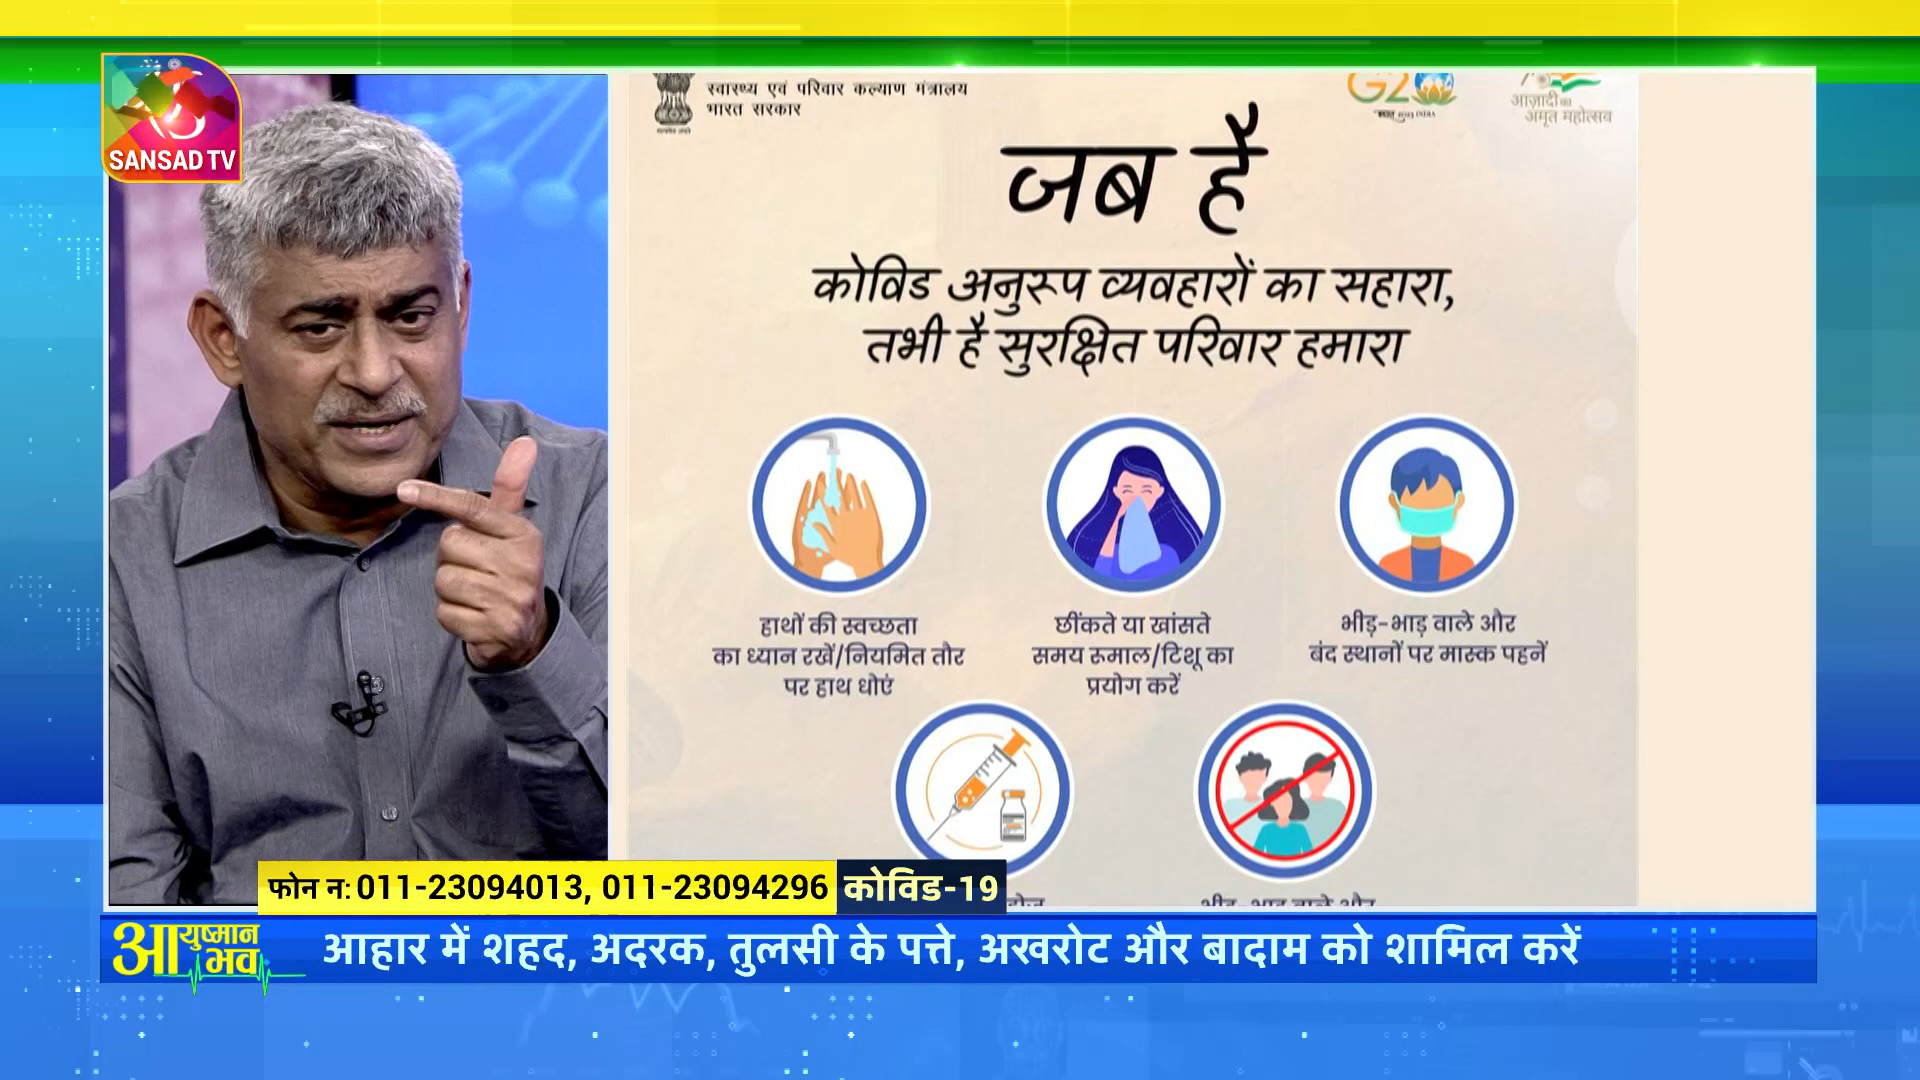 SANSAD TV
स्वास्थ्य एवं परिवार कल्याण मंत्रालय
भारत सरकार
G20
आज़ादी का
अमृत महोत्सव
जब है
कोविड अनुरूप व्यवहारों का सहारा,
तभी है सुरक्षित परिवार हमारा
हाथों की स्वच्छता
का ध्यान रखें/नियमित तौर
पर हाथ धोएं
छींकते या खांसते
समय रूमाल/टिशू का
प्रयोग करें
भीड़-भाड़ वाले और
बंद स्थानों पर मास्क पहनें
भीड़-भाड़ वाले और
फोन न: 011-23094013, 011-23094296 कोविड-19
आयुष्मान
भव
आहार में शहद, अदरक, तुलसी के पत्ते, अखरोट और बादाम को शामिल करें